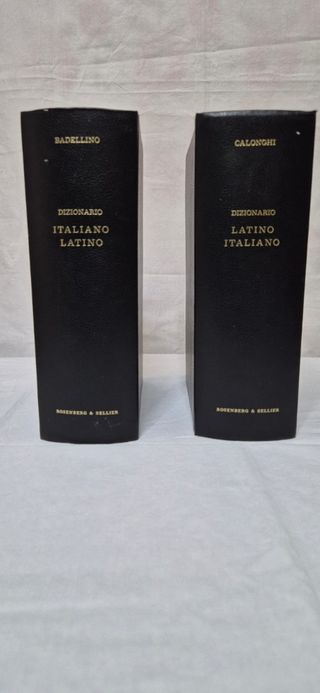 BADELLINO
DIZIONARIO
ITALIANO
LATINO
ROSENBERG & SELLIER
CALONGHI
DIZIONARIO
LATINO
ITALIANO
ROSENBERG & SELLIER